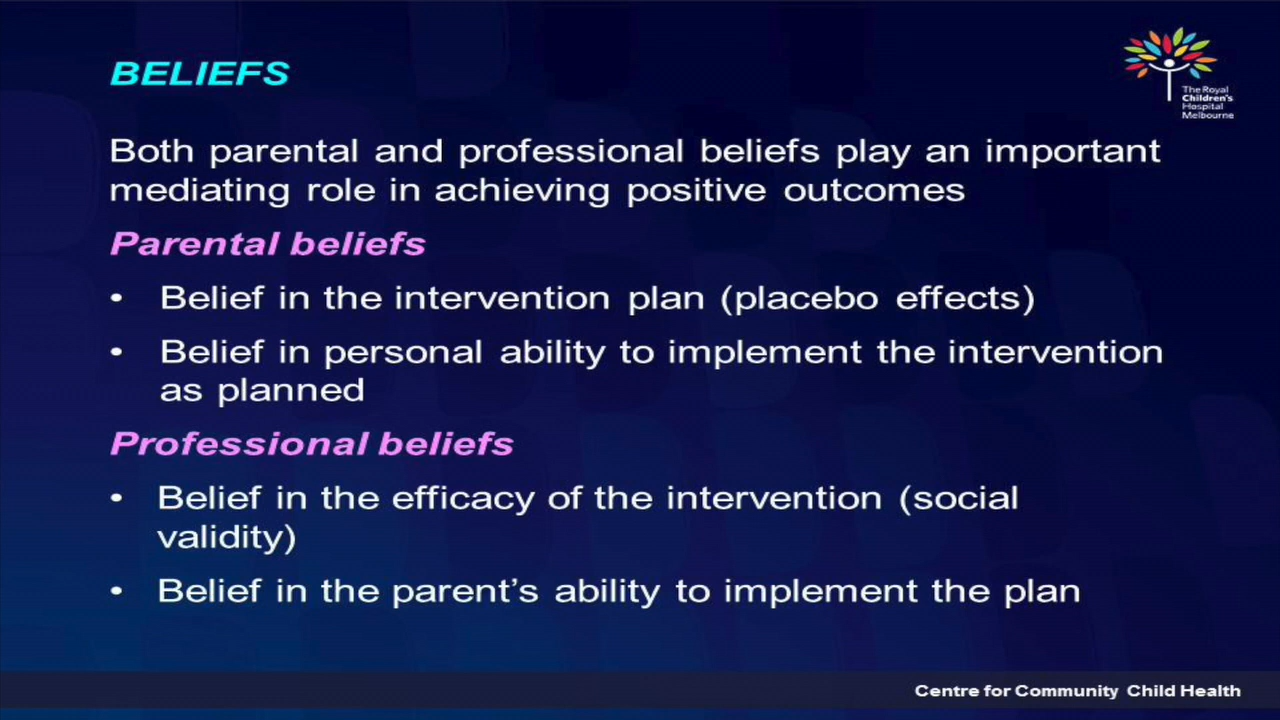 BELIEFS
The Royal
Children's
Hospital
Melbourne
Both parental and professional beliefs play an important
mediating role in achieving positive outcomes
Parental beliefs
• Belief in the intervention plan (placebo effects)
• Belief in personal ability to implement the intervention
as planned
Professional beliefs
• Belief in the efficacy of the intervention (social
validity)
• Belief in the parent’s ability to implement the plan
Centre for Community Child Health